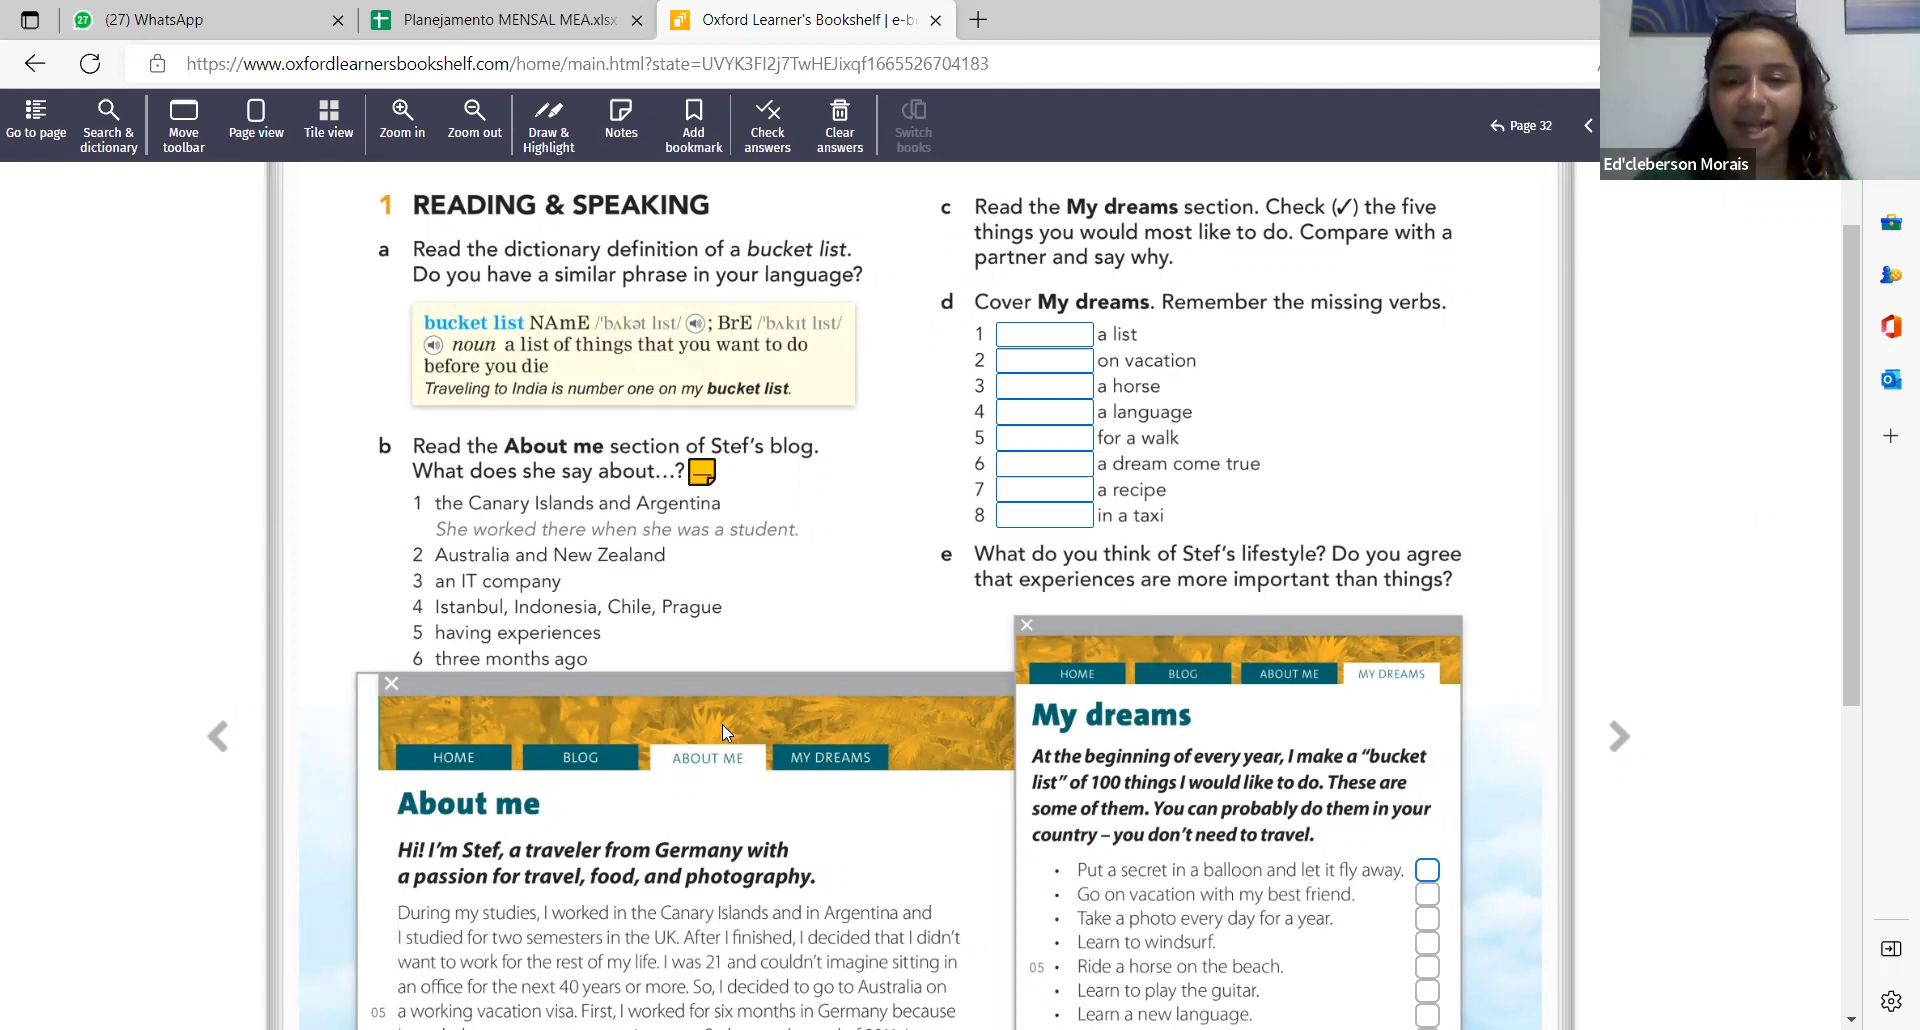 (27) WhatsApp
Planejamento MENSAL MEA.xlsx
Oxford Learner's Bookshelf | e-b
https://www.oxfordlearnersbookshelf.com/home/main.html?state=UVYK3FI2j7TwHEJixqf1665526704183
Go to page
Search & dictionary
Move toolbar
Page view
Tile view
Zoom in
Zoom out
Draw & Highlight
Notes
Add bookmark
Check answers
Clear answers
Switch books
Page 32
Ed'cleberson Morais
1 READING & SPEAKING
a Read the dictionary definition of a bucket list.
Do you have a similar phrase in your language?
bucket list NAmE /ˈbʌkət lɪst/ ; BrE /ˈbʌkɪt lɪst/
noun a list of things that you want to do
before you die
Traveling to India is number one on my bucket list.
b Read the About me section of Stef's blog.
What does she say about...?
1 the Canary Islands and Argentina
She worked there when she was a student.
2 Australia and New Zealand
3 an IT company
4 Istanbul, Indonesia, Chile, Prague
5 having experiences
6 three months ago
HOME BLOG ABOUT ME MY DREAMS
About me
Hi! I'm Stef, a traveler from Germany with
a passion for travel, food, and photography.
During my studies, I worked in the Canary Islands and in Argentina and
I studied for two semesters in the UK. After I finished, I decided that I didn't
want to work for the rest of my life. I was 21 and couldn't imagine sitting in
an office for the next 40 years or more. So, I decided to go to Australia on
05 a working vacation visa. First, I worked for six months in Germany because
c Read the My dreams section. Check (✓) the five
things you would most like to do. Compare with a
partner and say why.
d Cover My dreams. Remember the missing verbs.
1 a list
2 on vacation
3 a horse
4 a language
5 for a walk
6 a dream come true
7 a recipe
8 in a taxi
e What do you think of Stef's lifestyle? Do you agree
that experiences are more important than things?
HOME BLOG ABOUT ME MY DREAMS
My dreams
At the beginning of every year, I make a "bucket
list" of 100 things I would like to do. These are
some of them. You can probably do them in your
country – you don't need to travel.
• Put a secret in a balloon and let it fly away.
• Go on vacation with my best friend.
• Take a photo every day for a year.
• Learn to windsurf.
05 • Ride a horse on the beach.
• Learn to play the guitar.
• Learn a new language.